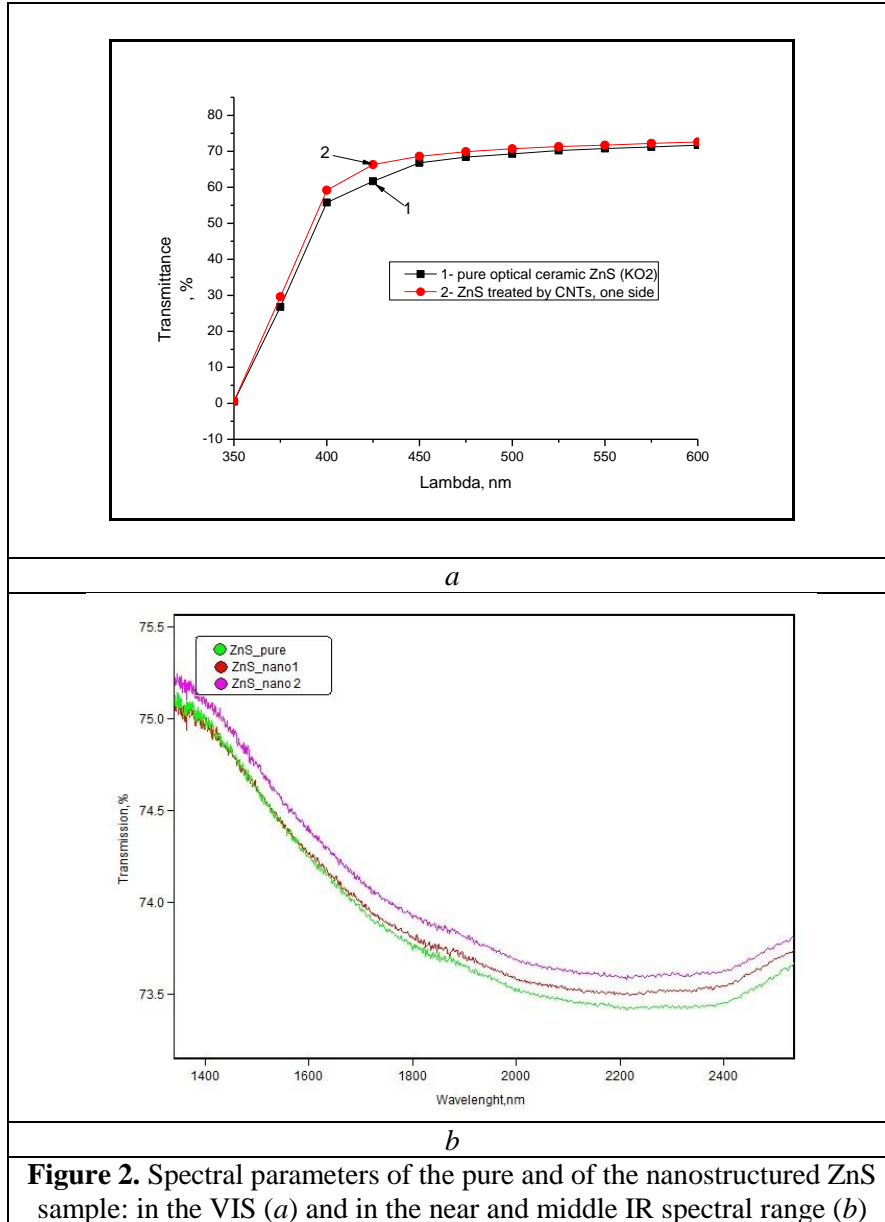 80
70
60
50
40
30
20
10
0
-10
Transmittance
, %
2
1
1- pure optical ceramic ZnS (KO2)
2- ZnS treated by CNTs, one side
350
400
450
500
550
600
Lambda, nm
a
75.5
75.0
74.5
74.0
73.5
Transmission,%
ZnS_pure
ZnS_nano1
ZnS_nano2
1400
1600
1800
2000
2200
2400
Wavelenght,nm
b
Figure 2. Spectral parameters of the pure and of the nanostructured ZnS
sample: in the VIS (a) and in the near and middle IR spectral range (b)